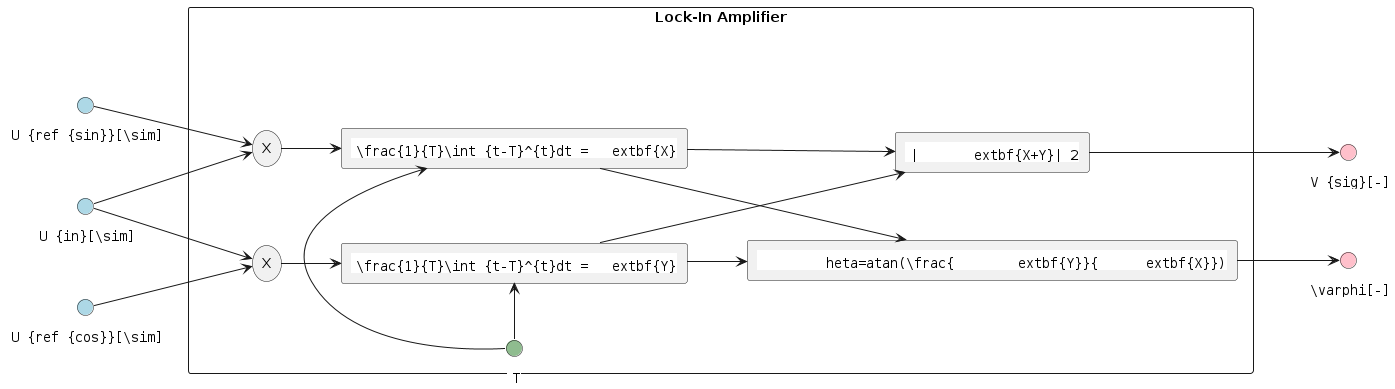 Lock-In Amplifier
U {ref {sin}}[\sim]
X
\frac{1}{T}\int {t-T}^{t}dt = extbf{X}
| extbf{X+Y}| 2
V {sig}[-]
U {in}[\sim]
X
\frac{1}{T}\int {t-T}^{t}dt = extbf{Y}
heta=atan(\frac{ extbf{Y}}{ extbf{X}})
\varphi[-]
U {ref {cos}}[\sim]
T